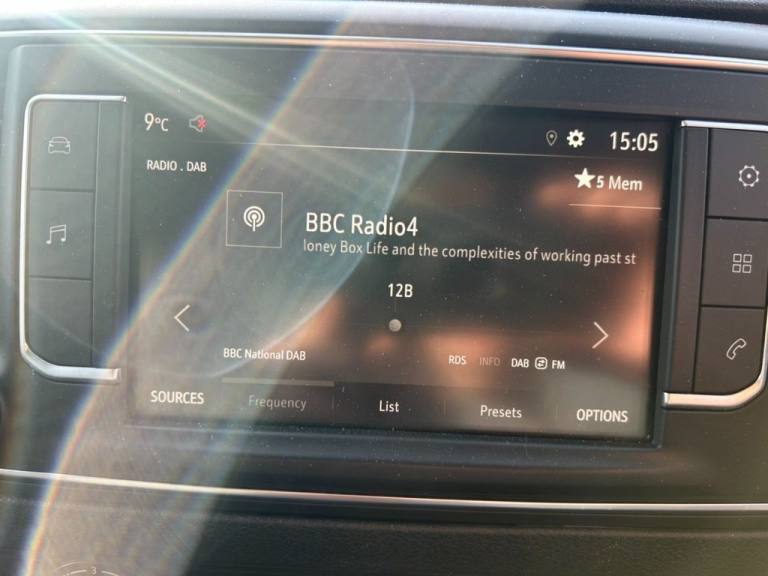 9°C
15:05
RADIO . DAB
5 Mem
BBC Radio4
loney Box Life and the complexities of working past st
12B
BBC National DAB
RDS INFO DAB FM
SOURCES Frequency List Presets OPTIONS
3